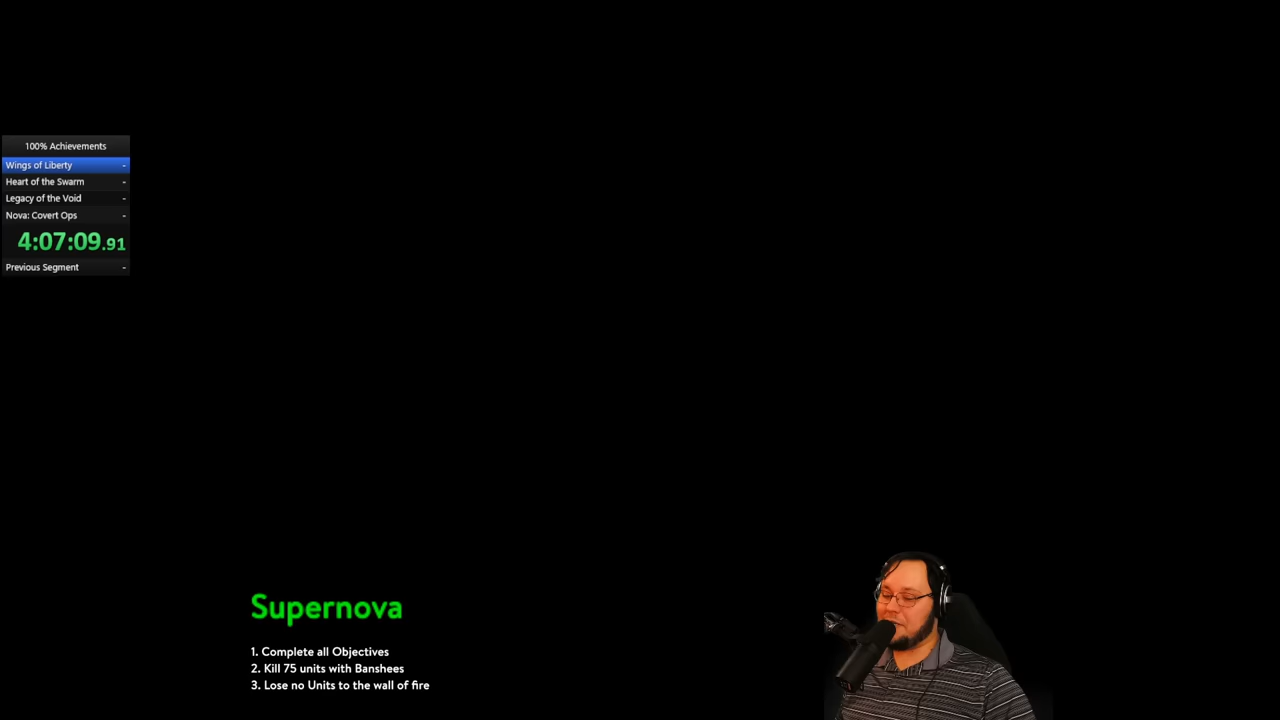 100% Achievements
Wings of Liberty -
Heart of the Swarm -
Legacy of the Void -
Nova: Covert Ops -
4:07:09.91
Previous Segment -
Supernova
1. Complete all Objectives
2. Kill 75 units with Banshees
3. Lose no Units to the wall of fire